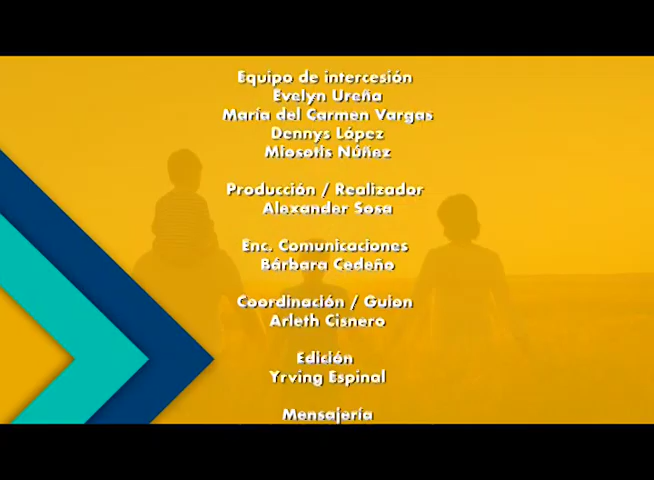 Equipo de intercesión
Evelyn Ureña
María del Carmen Vargas
Dennys López
Miosotis Núñez
Producción / Realizador
Alexander Sosa
Enc. Comunicaciones
Bárbara Cedeño
Coordinación / Guion
Arleth Cisnero
Edición
Yrving Espinal
Mensajería